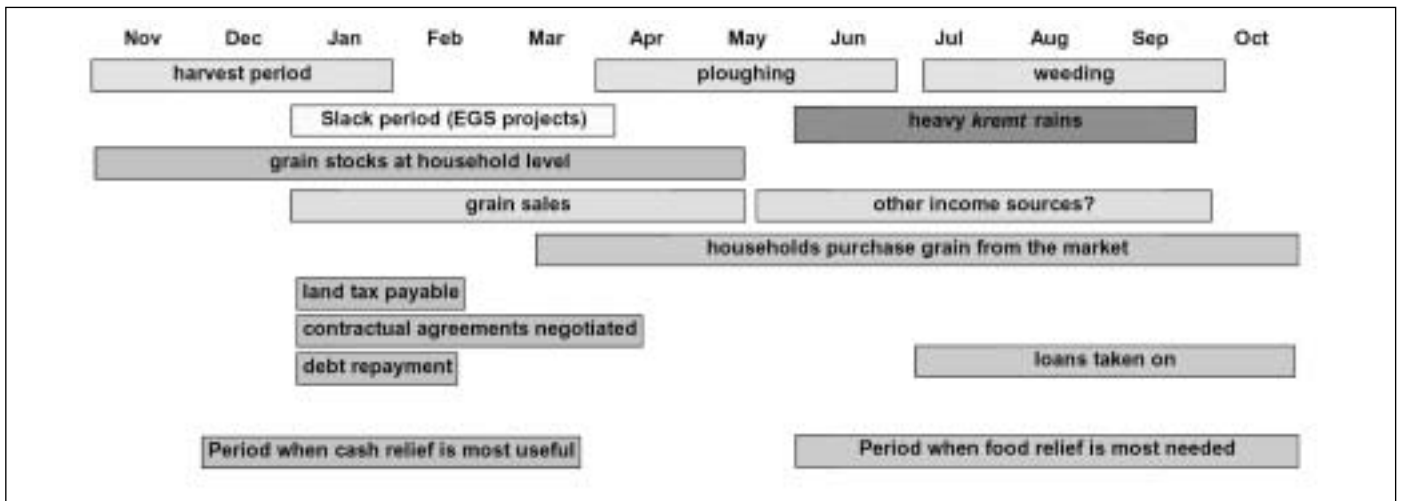 Nov Dec Jan Feb Mar Apr May Jun Jul Aug Sep Oct
harvest period ploughing weeding
Slack period (EGS projects) heavy kremt rains
grain stocks at household level
grain sales other income sources?
households purchase grain from the market
land tax payable
contractual agreements negotiated
debt repayment loans taken on
Period when cash relief is most useful Period when food relief is most needed